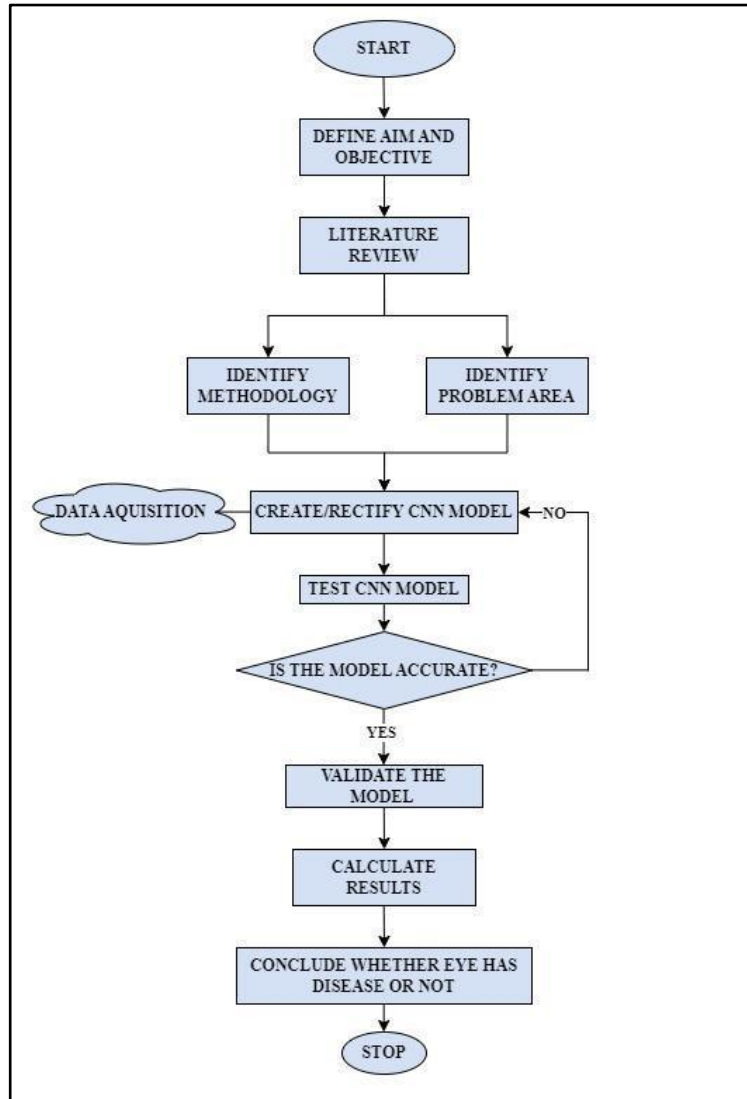 START
DEFINE AIM AND
OBJECTIVE
LITERATURE
REVIEW
IDENTIFY
METHODOLOGY
IDENTIFY
PROBLEM AREA
DATA AQUISITION
CREATE/RECTIFY CNN MODEL
NO
TEST CNN MODEL
IS THE MODEL ACCURATE?
YES
VALIDATE THE
MODEL
CALCULATE
RESULTS
CONCLUDE WHETHER EYE HAS
DISEASE OR NOT
STOP